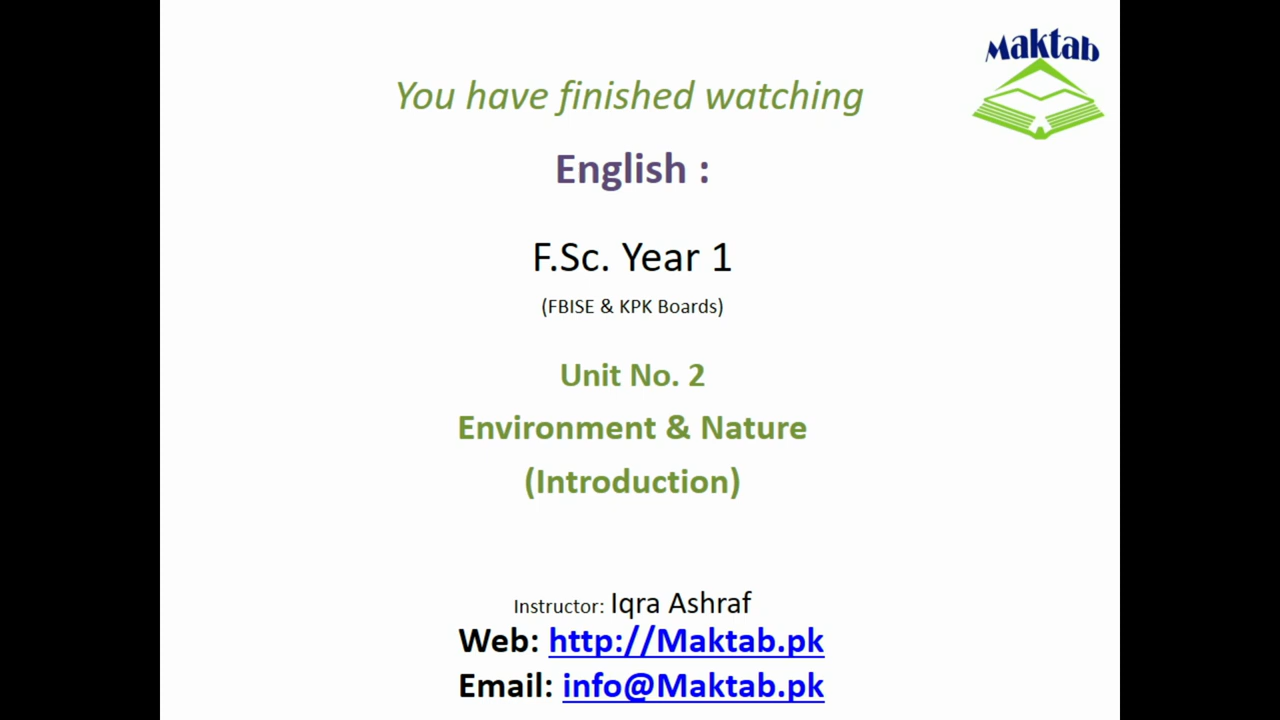 Maktab
You have finished watching
English :
F.Sc. Year 1
(FBISE & KPK Boards)
Unit No. 2
Environment & Nature
(Introduction)
Instructor: Iqra Ashraf
Web: http://Maktab.pk
Email: info@Maktab.pk